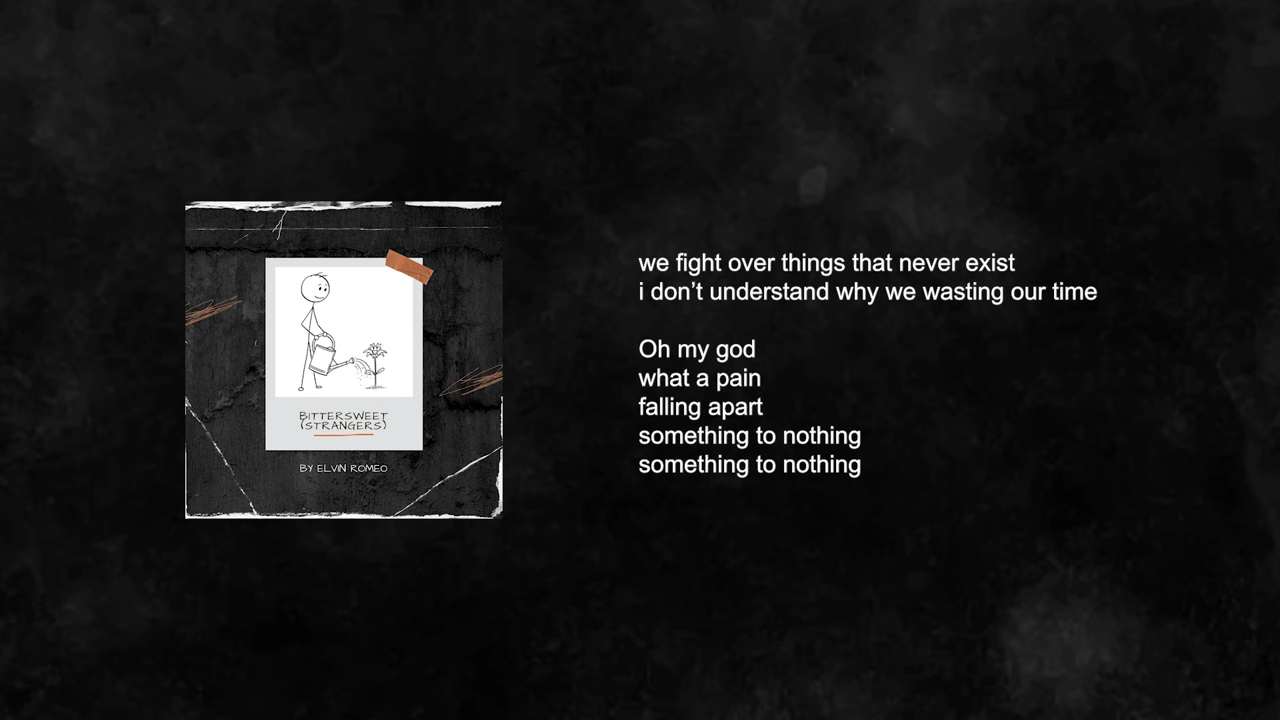 BITTERSWEET
(STRANGERS)
BY ELVIN ROMEO
we fight over things that never exist
i don't understand why we wasting our time
Oh my god
what a pain
falling apart
something to nothing
something to nothing